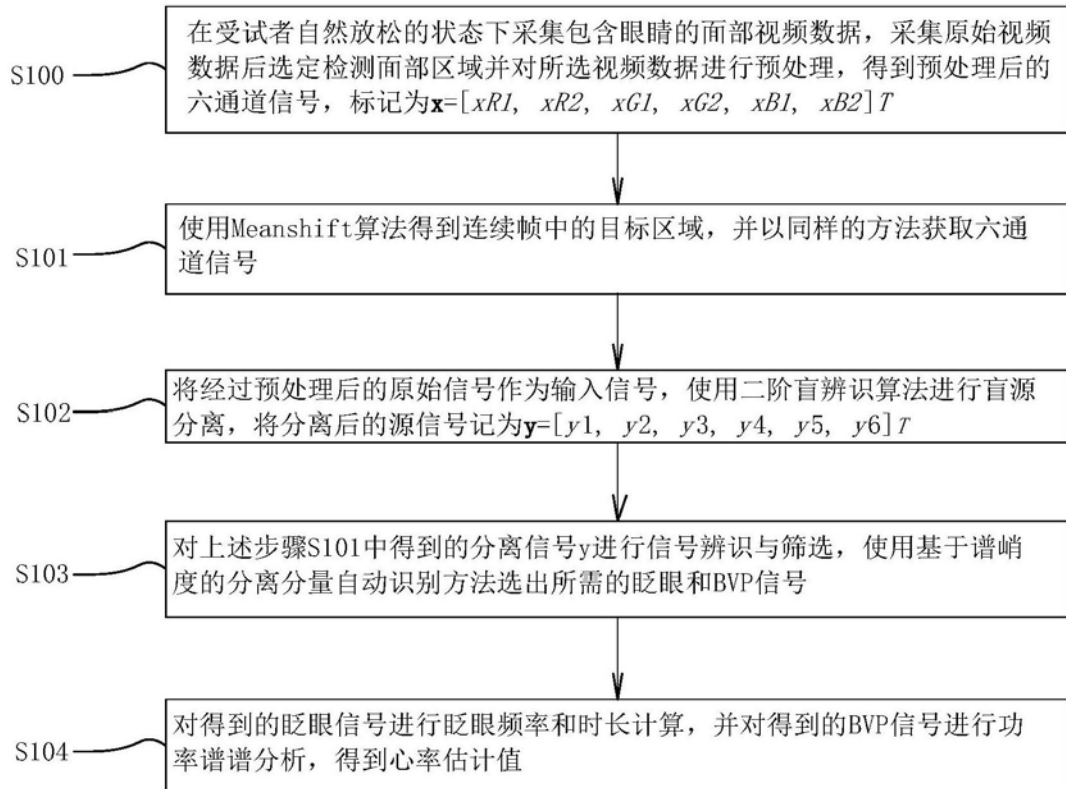 在受试者自然放松的状态下采集包含眼睛的面部视频数据，采集原始视频
数据后选定检测面部区域并对所选视频数据进行预处理，得到预处理后的
六通道信号，标记为x=[xR1, xR2, xG1, xG2, xB1, xB2]T
S100
使用Meanshift算法得到连续帧中的目标区域，并以同样的方法获取六通
道信号
S101
将经过预处理后的原始信号作为输入信号，使用二阶盲辨识算法进行盲源
分离，将分离后的源信号记为y=[y1, y2, y3, y4, y5, y6]T
S102
对上述步骤S101中得到的分离信号y进行信号辨识与筛选，使用基于谱峭
度的分离分量自动识别方法选出所需的眨眼和BVP信号
S103
对得到的眨眼信号进行眨眼频率和时长计算，并对得到的BVP信号进行功
率谱谱分析，得到心率估计值
S104